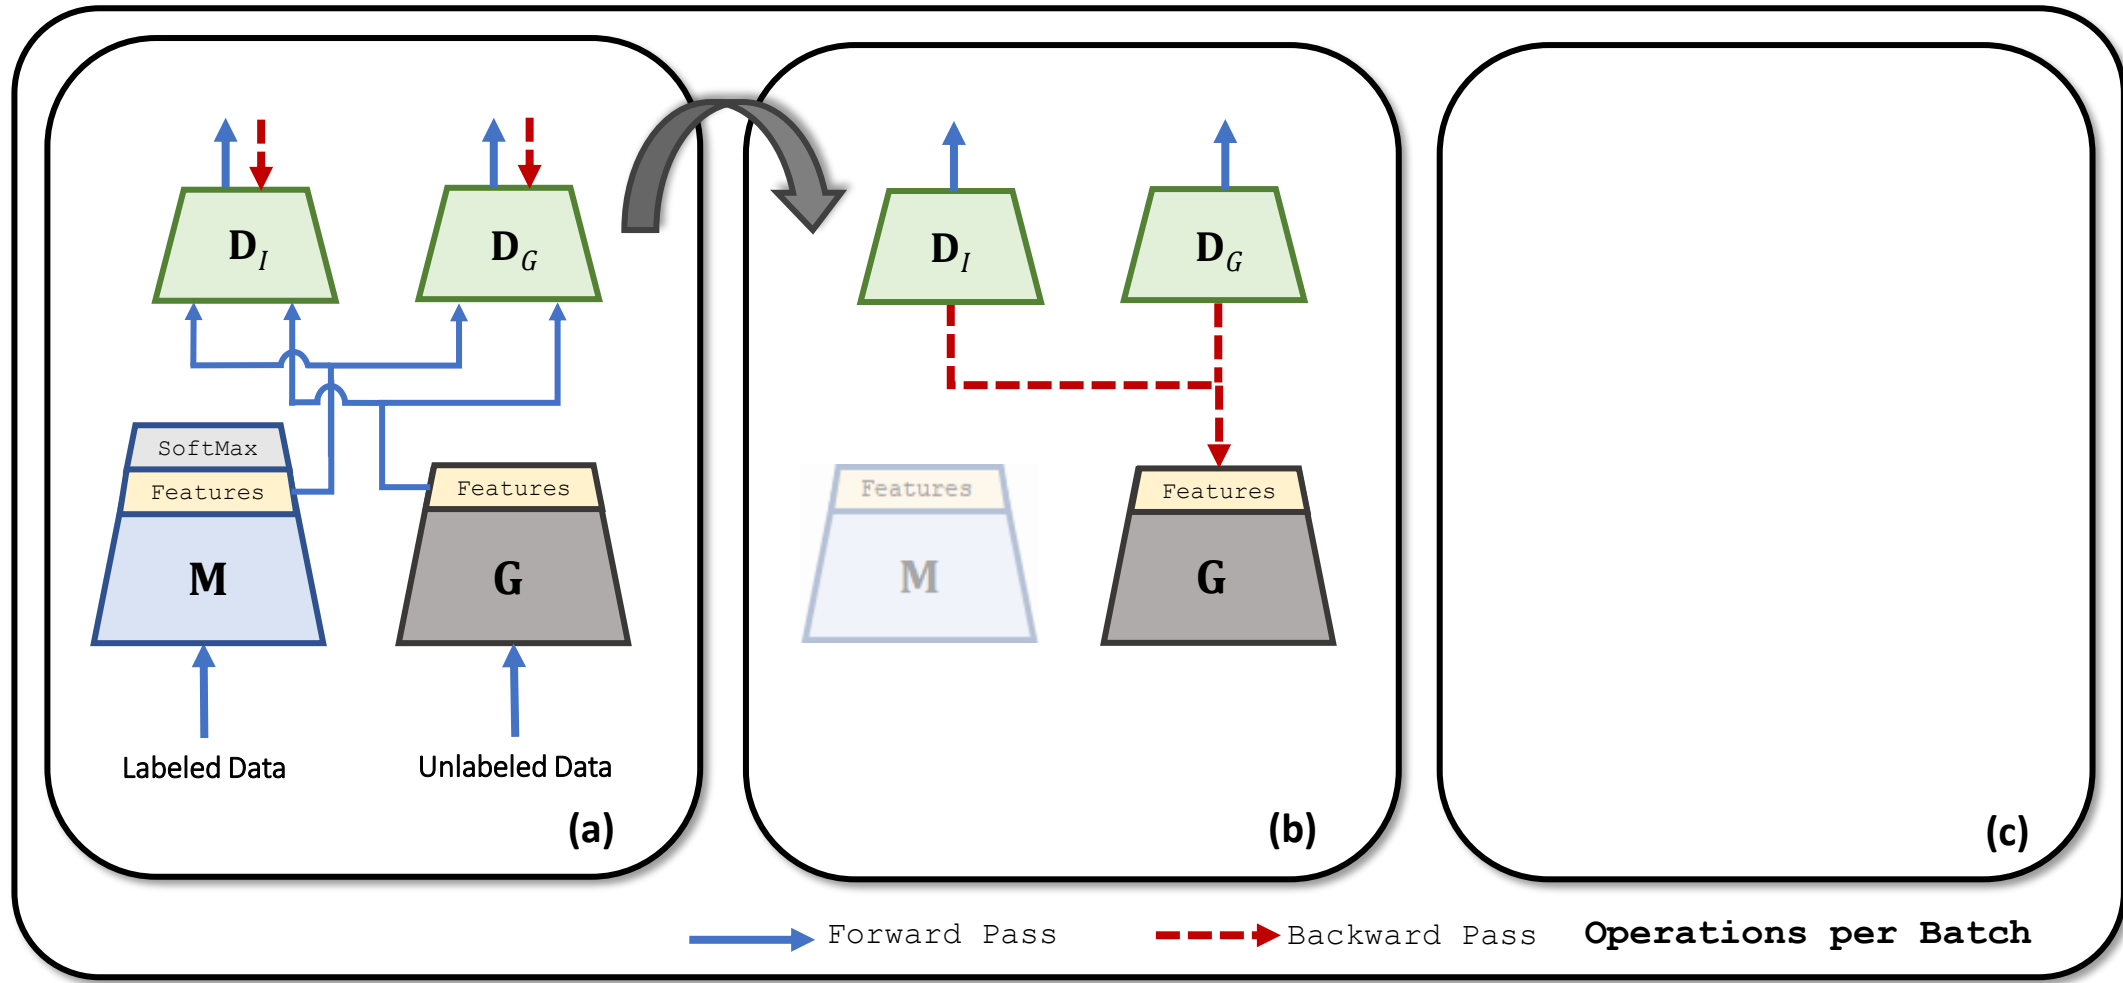 D_I
D_G
SoftMax
Features
M
Features
G
Labeled Data
Unlabeled Data
(a)
D_I
D_G
Features
M
Features
G
(b)
(c)
Forward Pass
Backward Pass
Operations per Batch